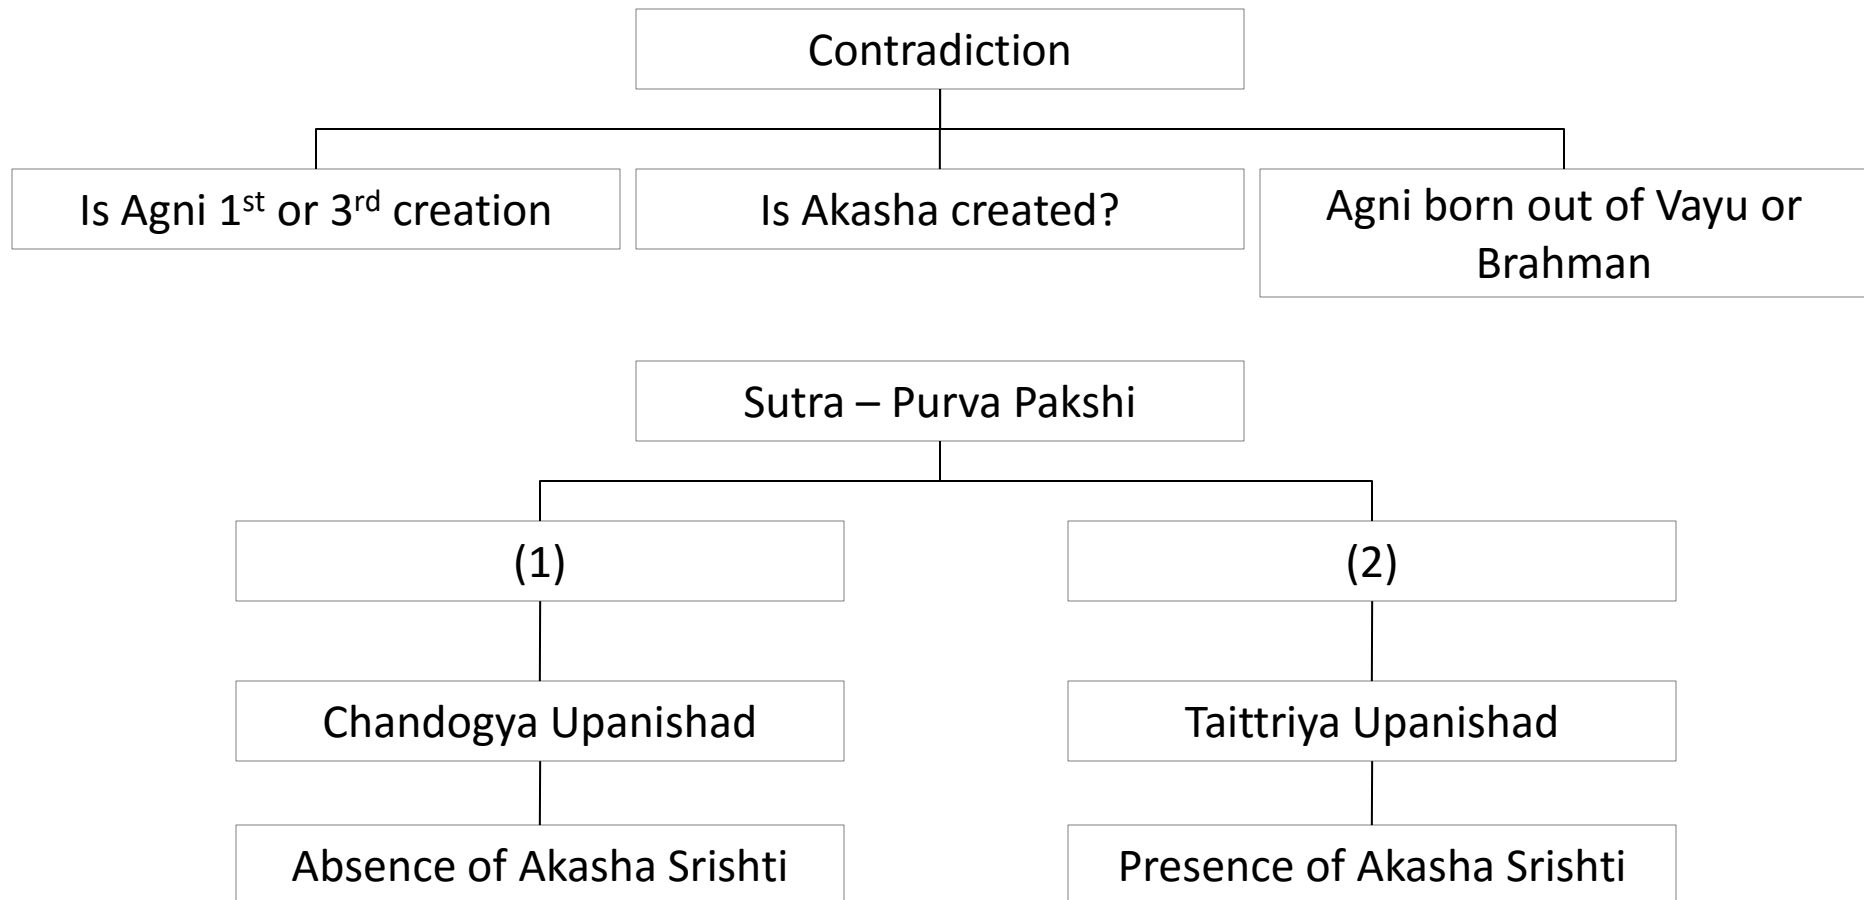 Contradiction
Is Agni 1st or 3rd creation
Is Akasha created?
Agni born out of Vayu or
Brahman
Sutra – Purva Pakshi
(1)
(2)
Chandogya Upanishad
Taittriya Upanishad
Absence of Akasha Srishti
Presence of Akasha Srishti